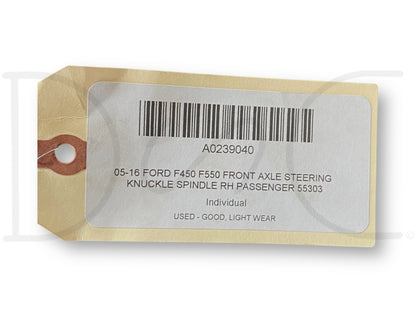 A0239040
05-16 FORD F450 F550 FRONT AXLE STEERING
KNUCKLE SPINDLE RH PASSENGER 55303
Individual
USED - GOOD, LIGHT WEAR